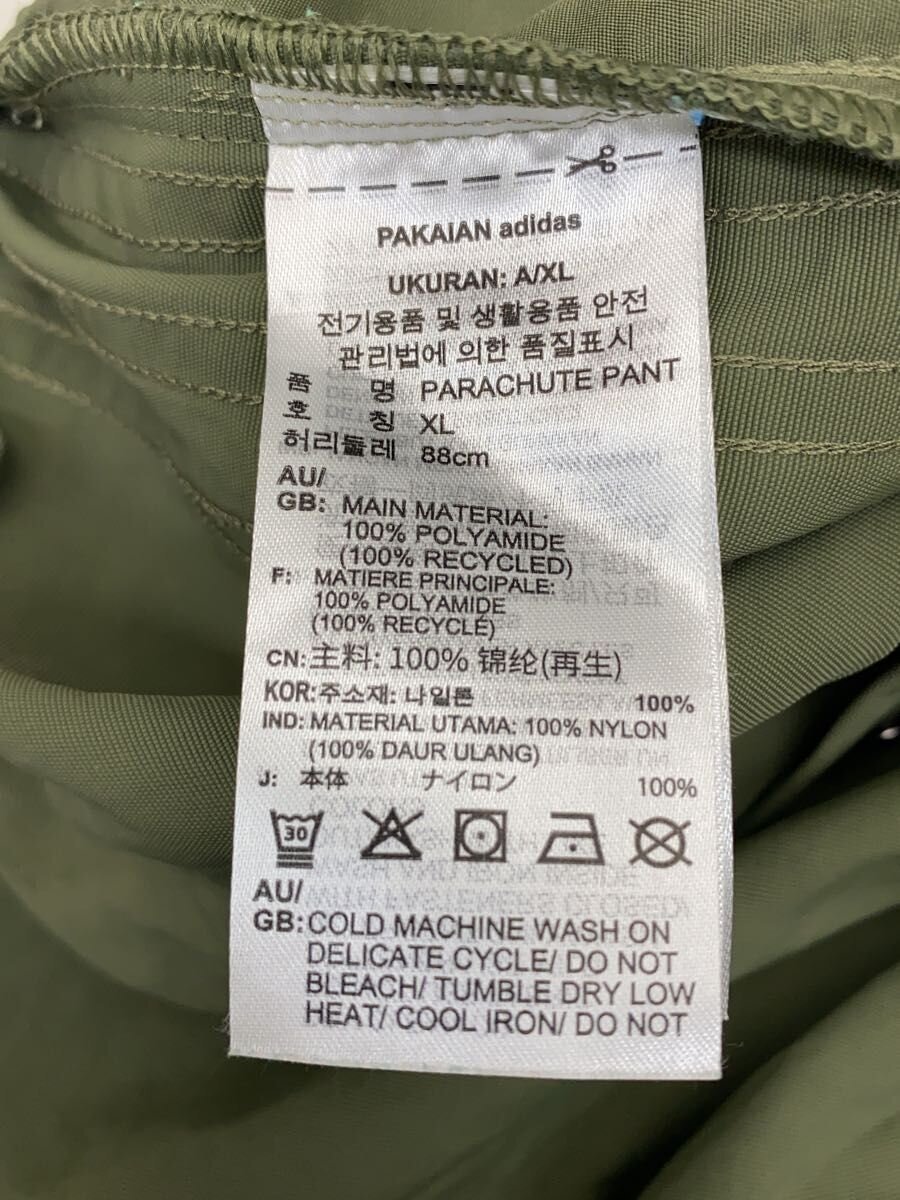 PAKAIAN adidas
UKURAN: A/XL
전기용품 및 생활용품 안전
관리법에 의한 품질표시
품 명 PARACHUTE PANT
호 칭 XL
허리둘레 88cm
AU/
GB: MAIN MATERIAL:
100% POLYAMIDE
(100% RECYCLED)
F: MATIERE PRINCIPALE:
100% POLYAMIDE
(100% RECYCLÉ)
CN: 主料: 100% 锦纶(再生)
KOR: 주소재: 나일론 100%
IND: MATERIAL UTAMA: 100% NYLON
(100% DAUR ULANG)
J: 本体 ナイロン 100%
30
AU/
GB: COLD MACHINE WASH ON
DELICATE CYCLE/ DO NOT
BLEACH/ TUMBLE DRY LOW
HEAT/ COOL IRON/ DO NOT